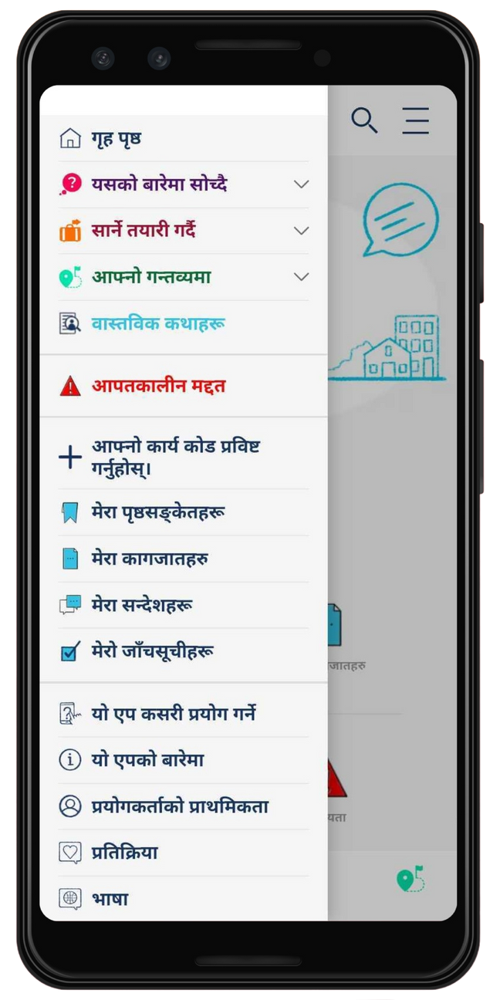 गृह पृष्ठ
यसको बारेमा सोच्दै
सार्ने तयारी गर्दै
आफ्नो गन्तव्यमा
वास्तविक कथाहरू
आपतकालीन मद्दत
आफ्नो कार्य कोड प्रविष्ट
गर्नुहोस्।
मेरा पृष्ठसङ्केतहरू
मेरा कागजातहरु
मेरा सन्देशहरू
मेरो जाँचसूचीहरू
जातहरु
यो एप कसरी प्रयोग गर्ने
यो एपको बारेमा
प्रयोगकर्ताको प्राथमिकता
यता
प्रतिक्रिया
भाषा